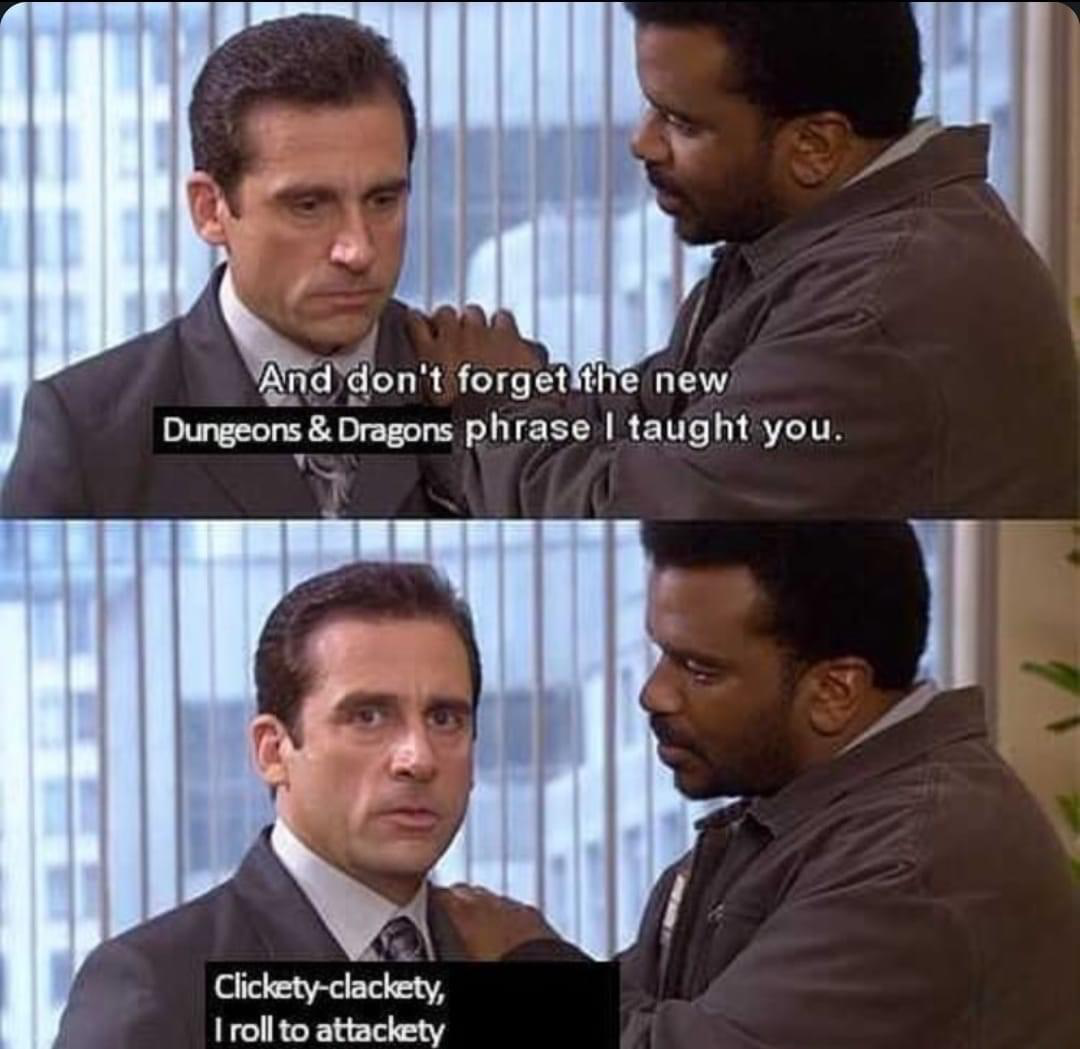 And don't forget the new
Dungeons & Dragons phrase I taught you.
Clickety-clackety,
I roll to attackety